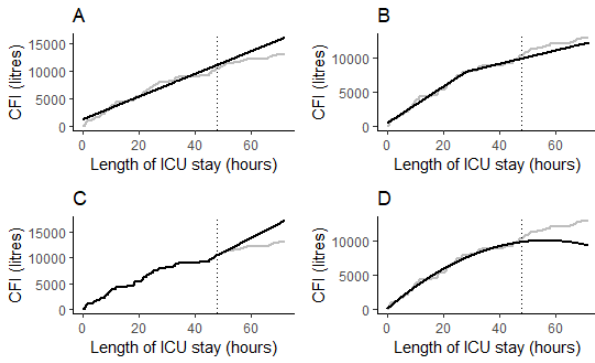 A
CFI (litres)
15000
10000
5000
0
0 20 40 60
Length of ICU stay (hours)
B
CFI (litres)
10000
5000
0
0 20 40 60
Length of ICU stay (hours)
C
CFI (litres)
15000
10000
5000
0
0 20 40 60
Length of ICU stay (hours)
D
CFI (litres)
10000
5000
0
0 20 40 60
Length of ICU stay (hours)